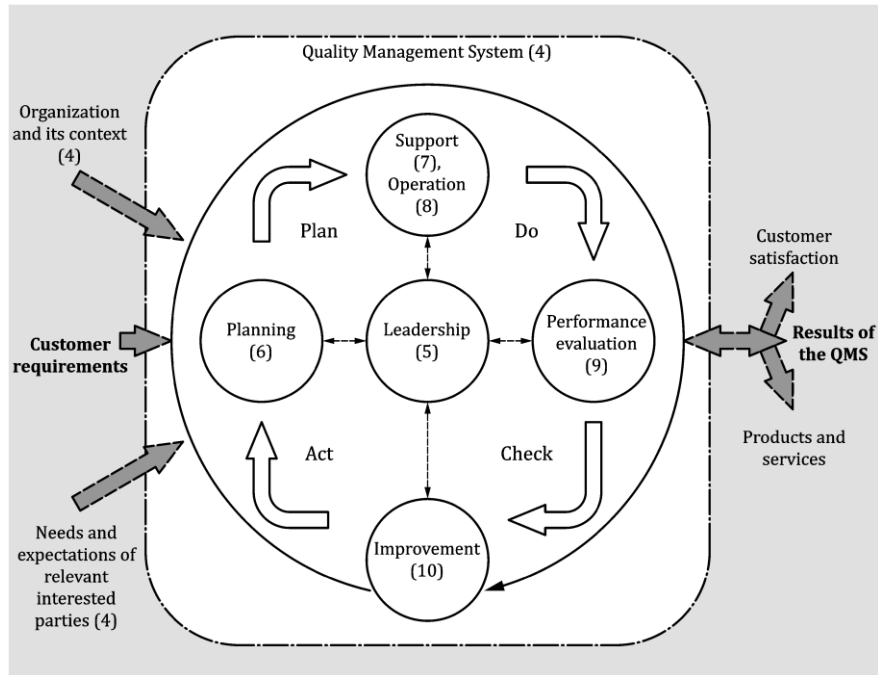 Quality Management System (4)
Organization
and its context
(4)
Support
(7),
Operation
(8)
Plan
Do
Customer
satisfaction
Customer
requirements
Planning
(6)
Leadership
(5)
Performance
evaluation
(9)
Results of
the QMS
Act
Check
Products and
services
Needs and
expectations of
relevant
interested
parties (4)
Improvement
(10)